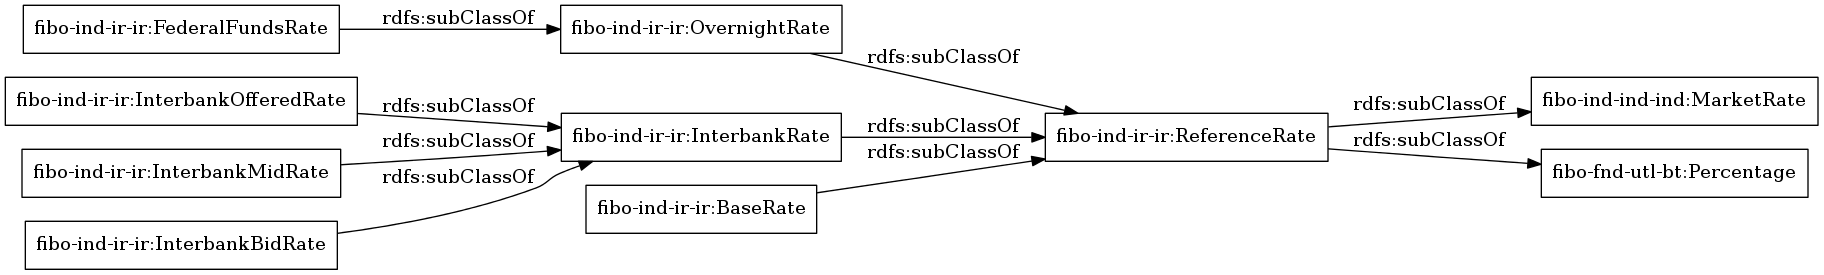 fibo-ind-ir-ir:FederalFundsRate
rdfs:subClassOf
fibo-ind-ir-ir:OvernightRate
rdfs:subClassOf
fibo-ind-ir-ir:InterbankOfferedRate
rdfs:subClassOf
fibo-ind-ir-ir:InterbankMidRate
rdfs:subClassOf
rdfs:subClassOf
fibo-ind-ir-ir:InterbankBidRate
fibo-ind-ir-ir:InterbankRate
rdfs:subClassOf
rdfs:subClassOf
fibo-ind-ir-ir:BaseRate
fibo-ind-ir-ir:ReferenceRate
rdfs:subClassOf
rdfs:subClassOf
fibo-ind-ind-ind:MarketRate
fibo-fnd-utl-bt:Percentage